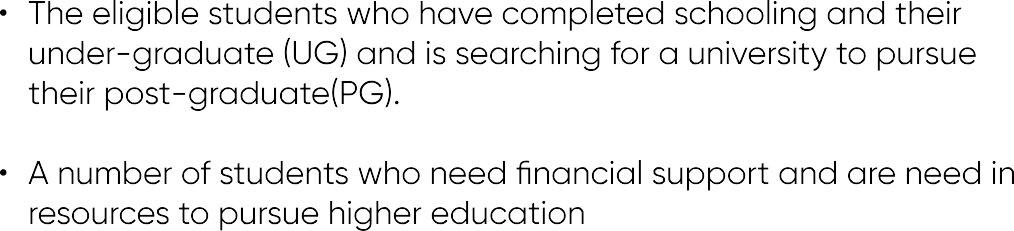 • The eligible students who have completed schooling and their
under-graduate (UG) and is searching for a university to pursue
their post-graduate(PG).
• A number of students who need financial support and are need in
resources to pursue higher education